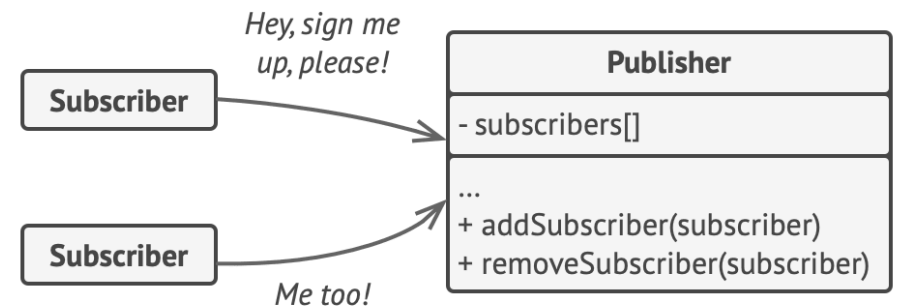 Hey, sign me
up, please!
Subscriber
Subscriber
Me too!
Publisher
- subscribers[]
...
+ addSubscriber(subscriber)
+ removeSubscriber(subscriber)